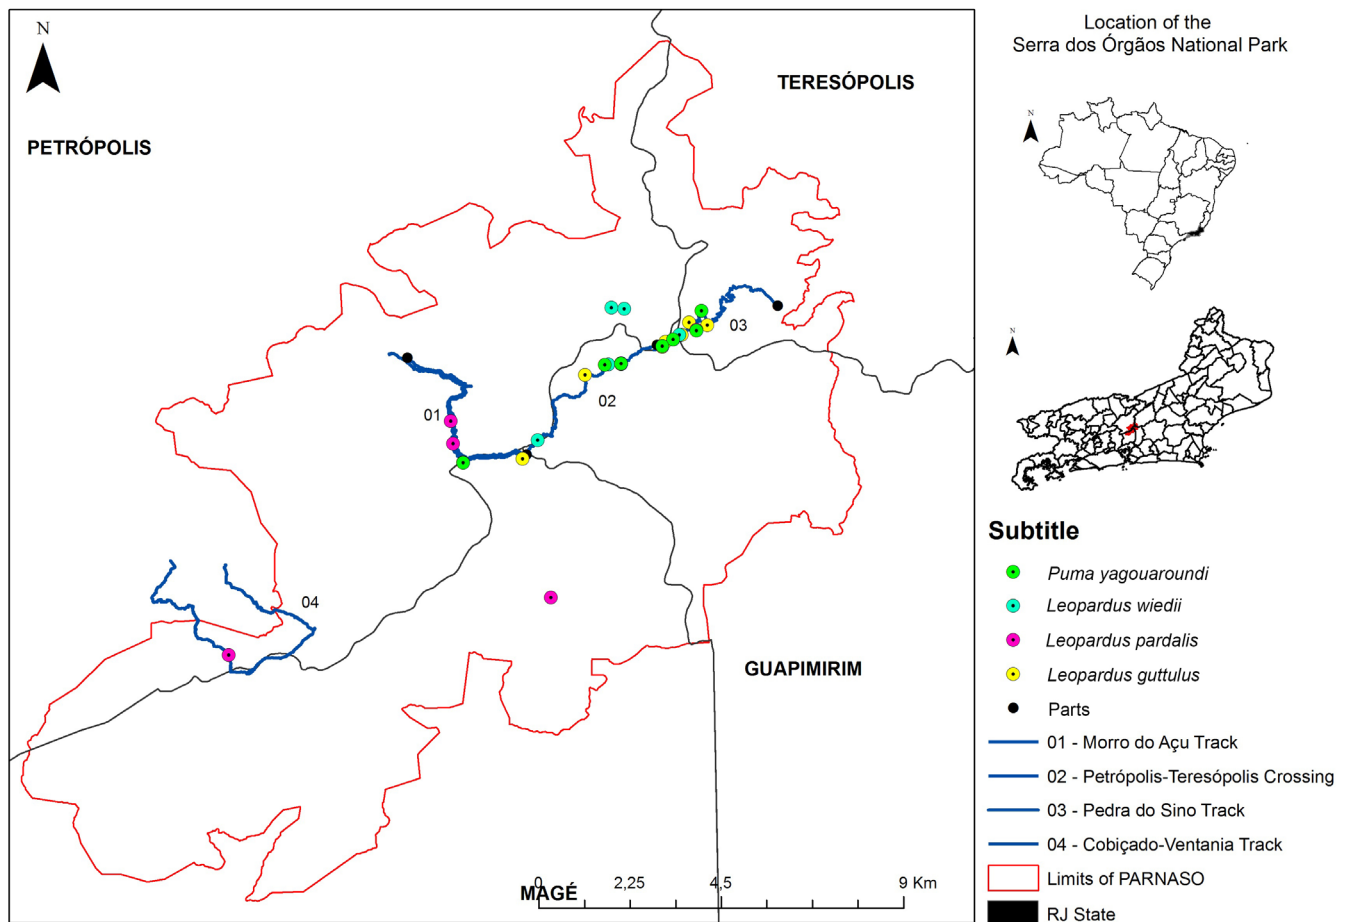 N
TERESÓPOLIS
PETRÓPOLIS
03
01
02
04
GUAPIMIRIM
MAGÉ
0 2,25 4,5 9 Km
Location of the
Serra dos Órgãos National Park
N
N
Subtitle
Puma yagouaroundi
Leopardus wiedii
Leopardus pardalis
Leopardus guttulus
Parts
01 - Morro do Açu Track
02 - Petrópolis-Teresópolis Crossing
03 - Pedra do Sino Track
04 - Cobiçado-Ventania Track
Limits of PARNASO
RJ State